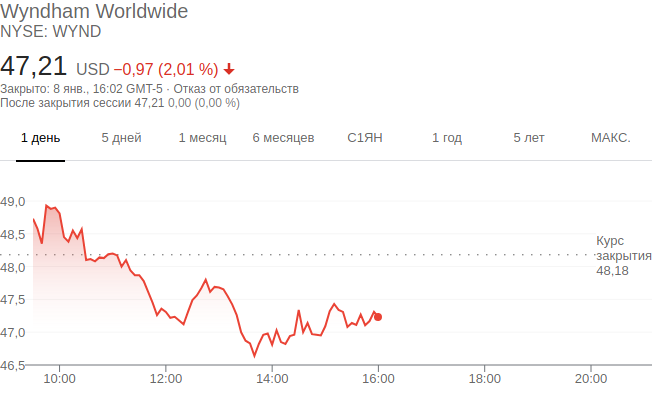 Wyndham Worldwide
NYSE: WYND
47,21 USD −0,97 (2,01 %)
Закрыто: 8 янв., 16:02 GMT-5 · Отказ от обязательств
После закрытия сессии 47,21 0,00 (0,00 %)
1 день 5 дней 1 месяц 6 месяцев С1ЯН 1 год 5 лет МАКС.
49,0
48,5
Курс
закрытия
48,18
48,0
47,5
47,0
46,5
10:00 12:00 14:00 16:00 18:00 20:00